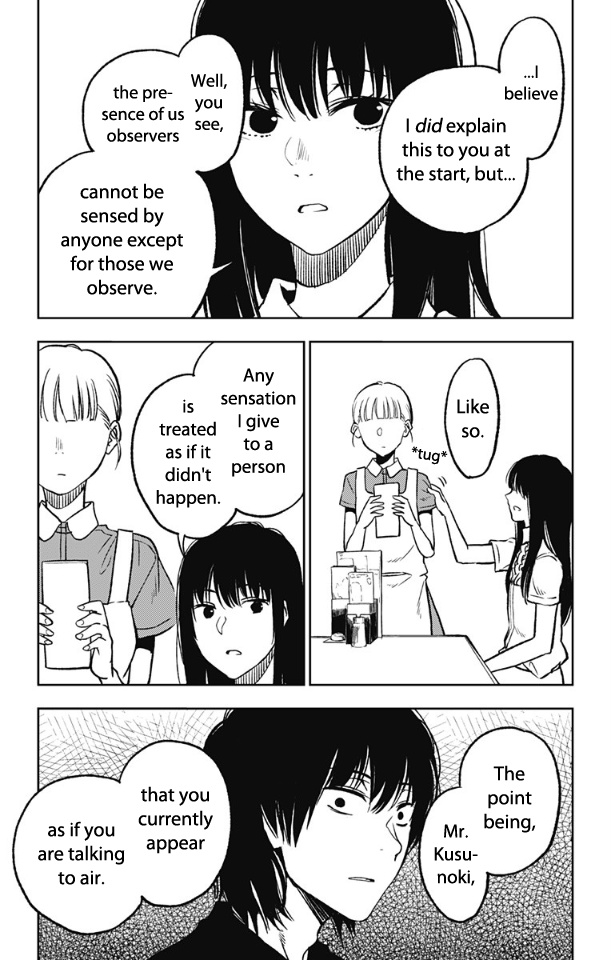 ...I
believe
I did explain
this to you at
the start, but...
Well,
you
see,
the pre-
sence of us
observers
cannot be
sensed by
anyone except
for those we
observe.
Like
so.
*tug*
Any
sensation
I give
to a
person
is
treated
as if it
didn't
happen.
The
point
being,
Mr.
Kusu-
noki,
that you
currently
appear
as if you
are talking
to air.